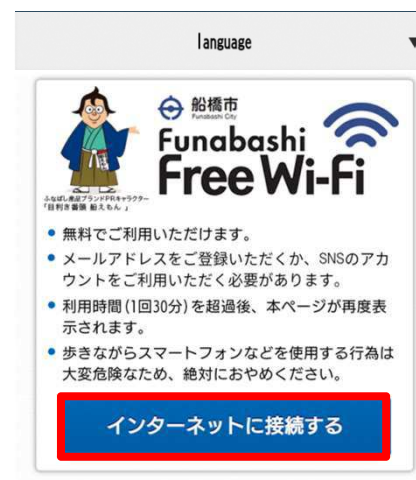 language
船橋市
Funabashi City
Funabashi
Free Wi-Fi
ふなばし産品ブランドPRキャラクター
「目利き番頭 船えもん」
無料でご利用いただけます。
メールアドレスをご登録いただくか、SNSのアカ
ウントをご利用いただく必要があります。
利用時間(1回30分)を超過後、本ページが再度表
示されます。
歩きながらスマートフォンなどを使用する行為は
大変危険なため、絶対におやめください。
インターネットに接続する